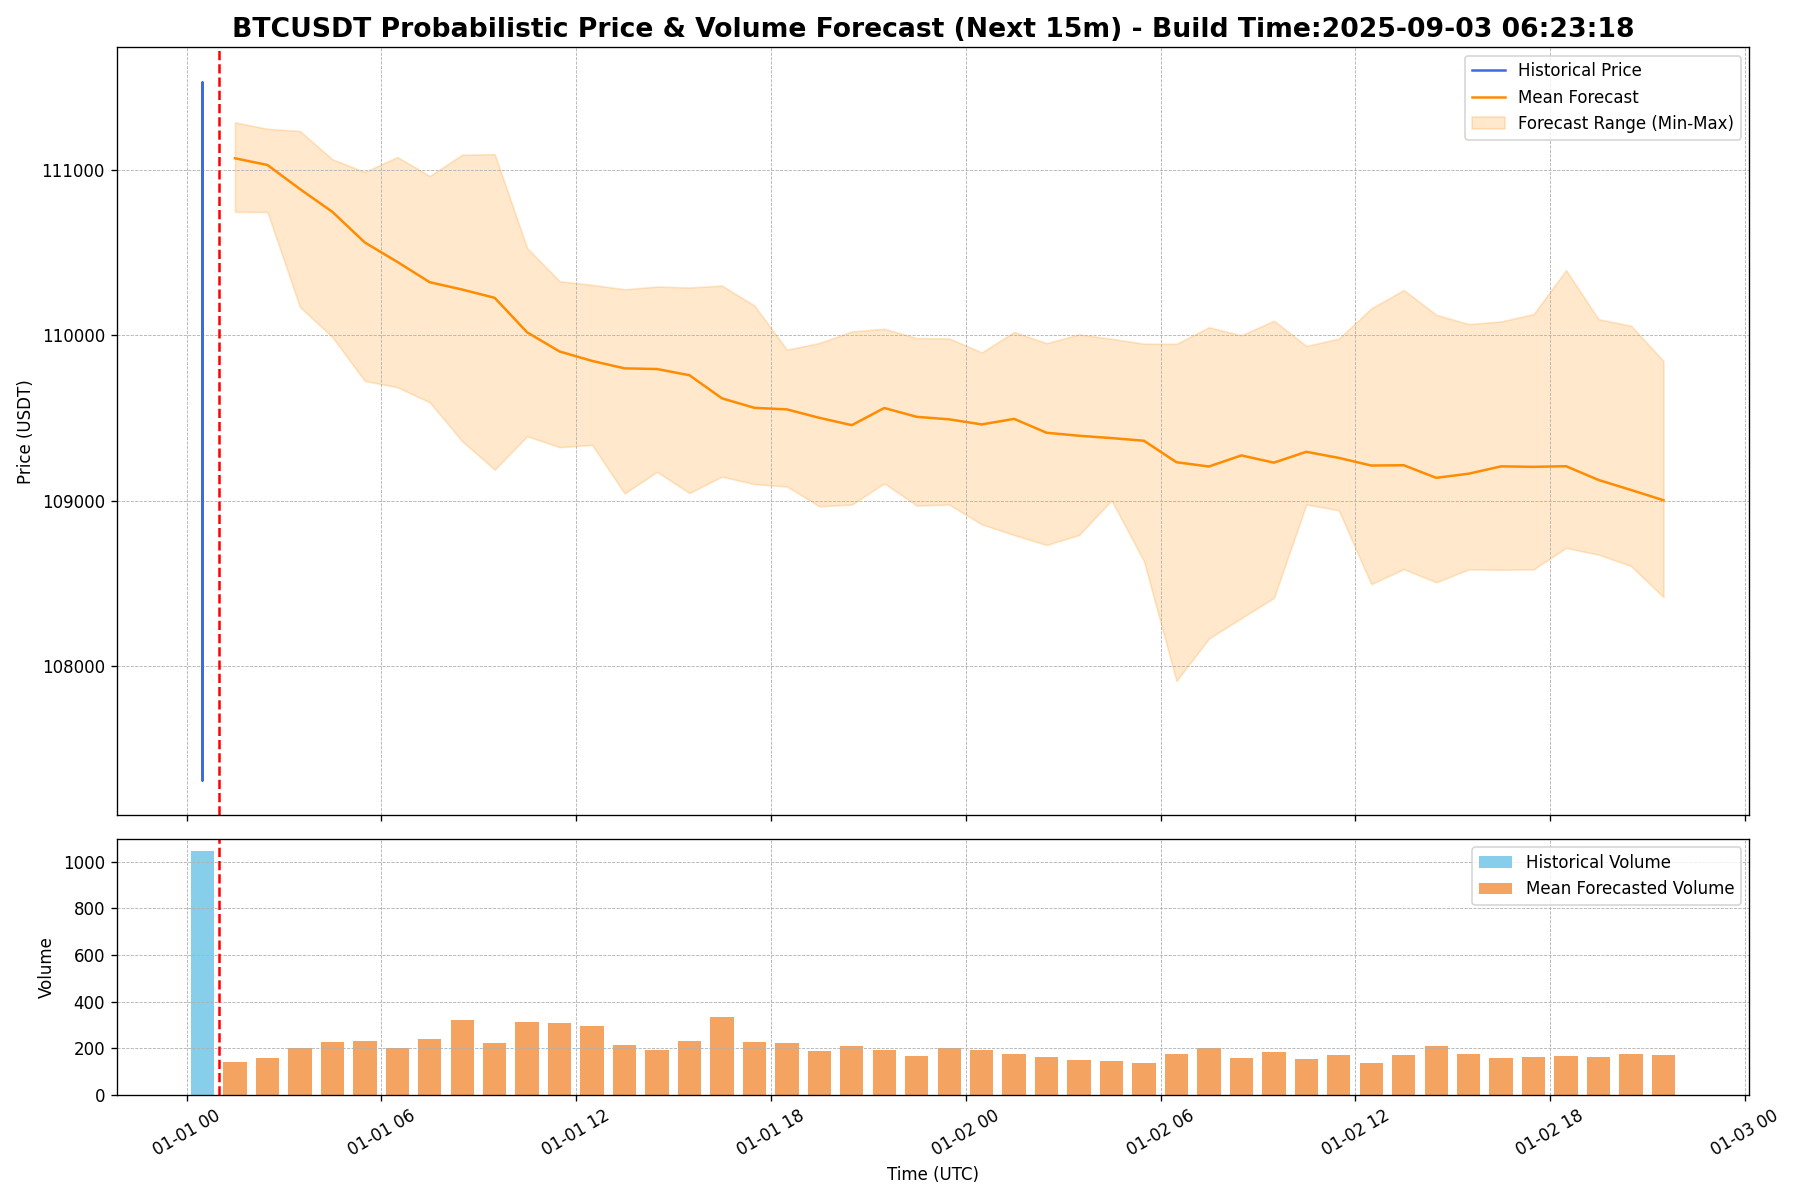 BTCUSDT Probabilistic Price & Volume Forecast (Next 15m) - Build Time:2025-09-03 06:23:18
Historical Price
Mean Forecast
Forecast Range (Min-Max)
111000
110000
109000
108000
Price (USDT)
Historical Volume
Mean Forecasted Volume
1000
800
600
400
200
0
Volume
01-01 00
01-01 06
01-01 12
01-01 18
01-02 00
01-02 06
01-02 12
01-02 18
01-03 00
Time (UTC)